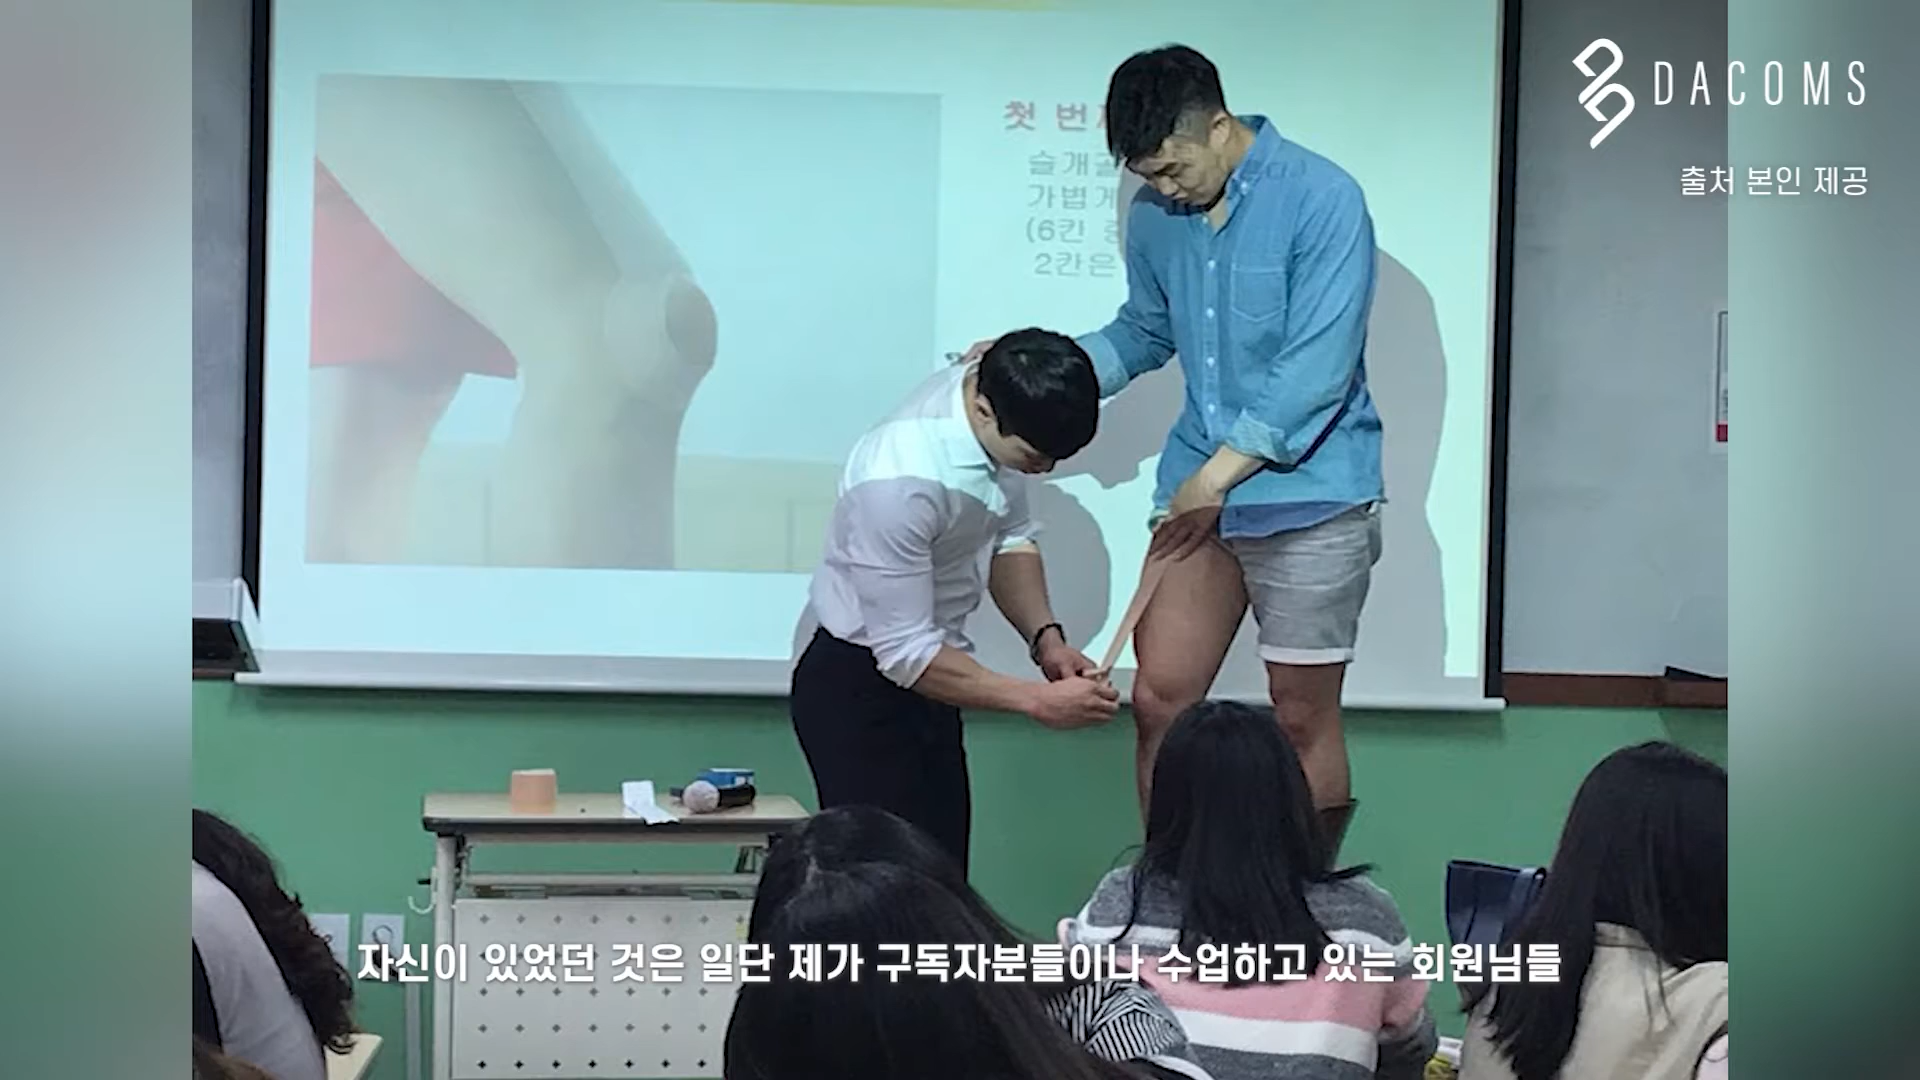 DACOMS
출처 본인 제공
첫 번
슬개골
가볍게
(6칸 중
2칸은
자신이 있었던 것은 일단 제가 구독자분들이나 수업하고 있는 회원님들